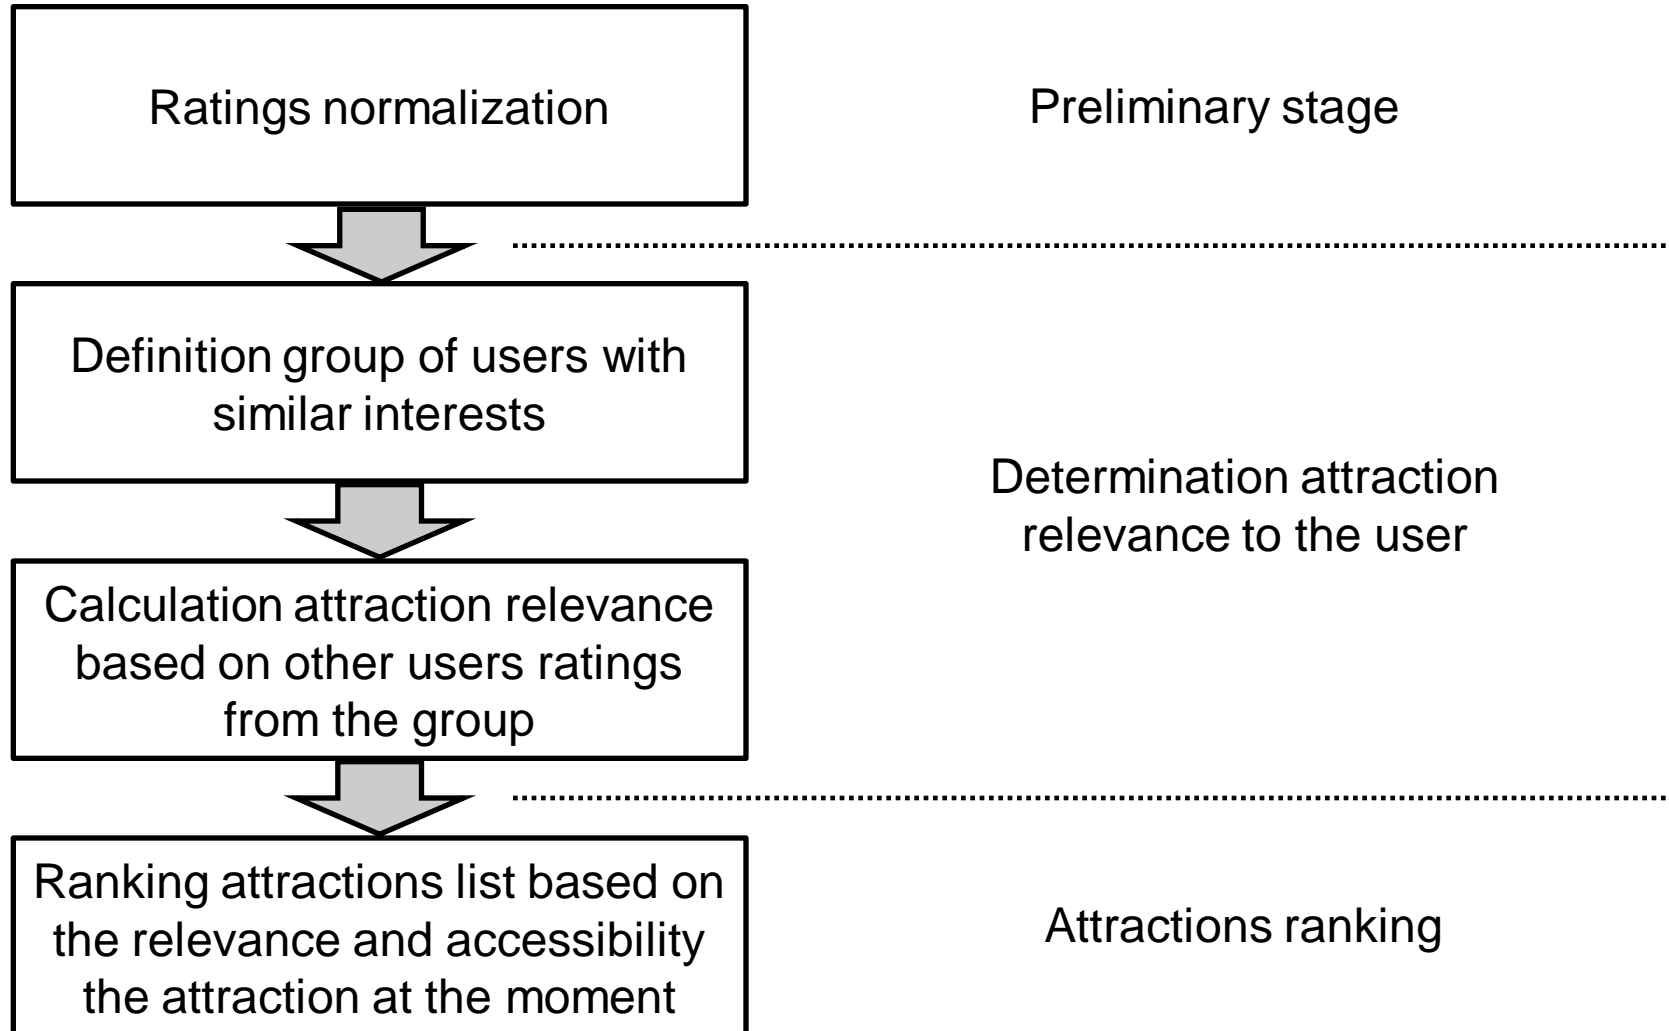 Ratings normalization
Preliminary stage
Definition group of users with
similar interests
Determination attraction
relevance to the user
Calculation attraction relevance
based on other users ratings
from the group
Ranking attractions list based on
the relevance and accessibility
the attraction at the moment
Attractions ranking